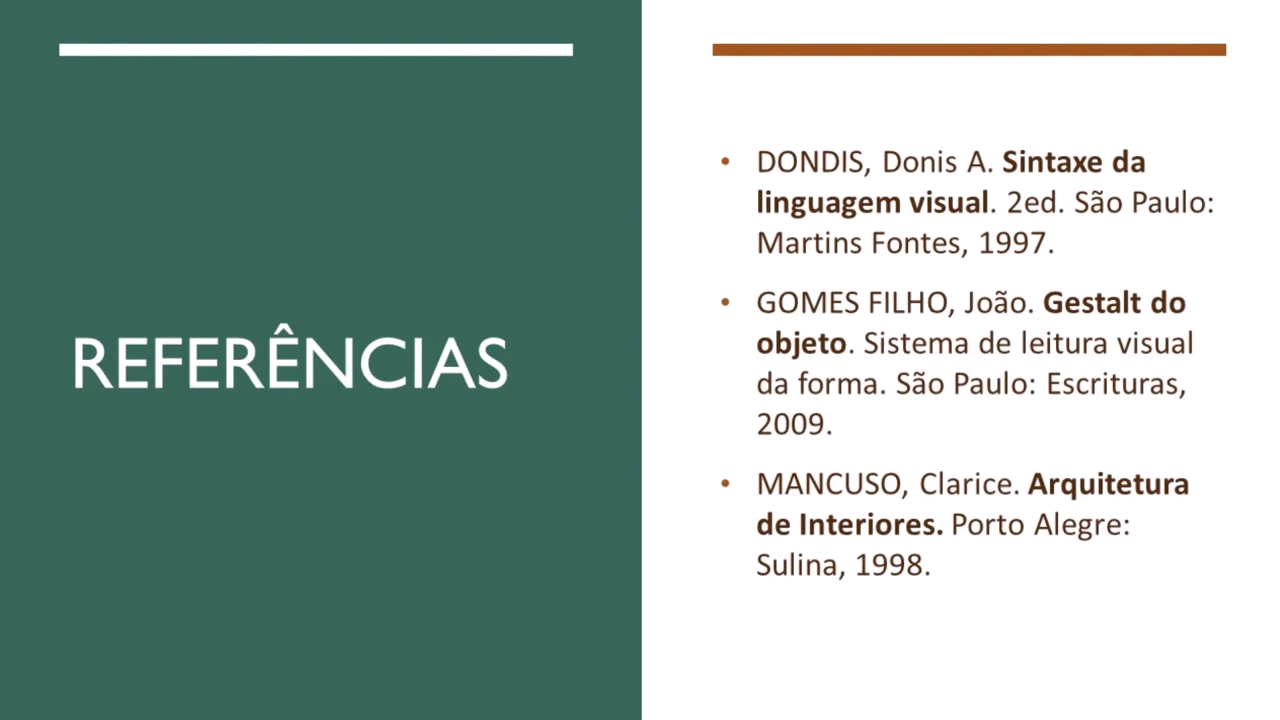 REFERÊNCIAS
• DONDIS, Donis A. Sintaxe da
linguagem visual. 2ed. São Paulo:
Martins Fontes, 1997.
• GOMES FILHO, João. Gestalt do
objeto. Sistema de leitura visual
da forma. São Paulo: Escrituras,
2009.
• MANCUSO, Clarice. Arquitetura
de Interiores. Porto Alegre:
Sulina, 1998.